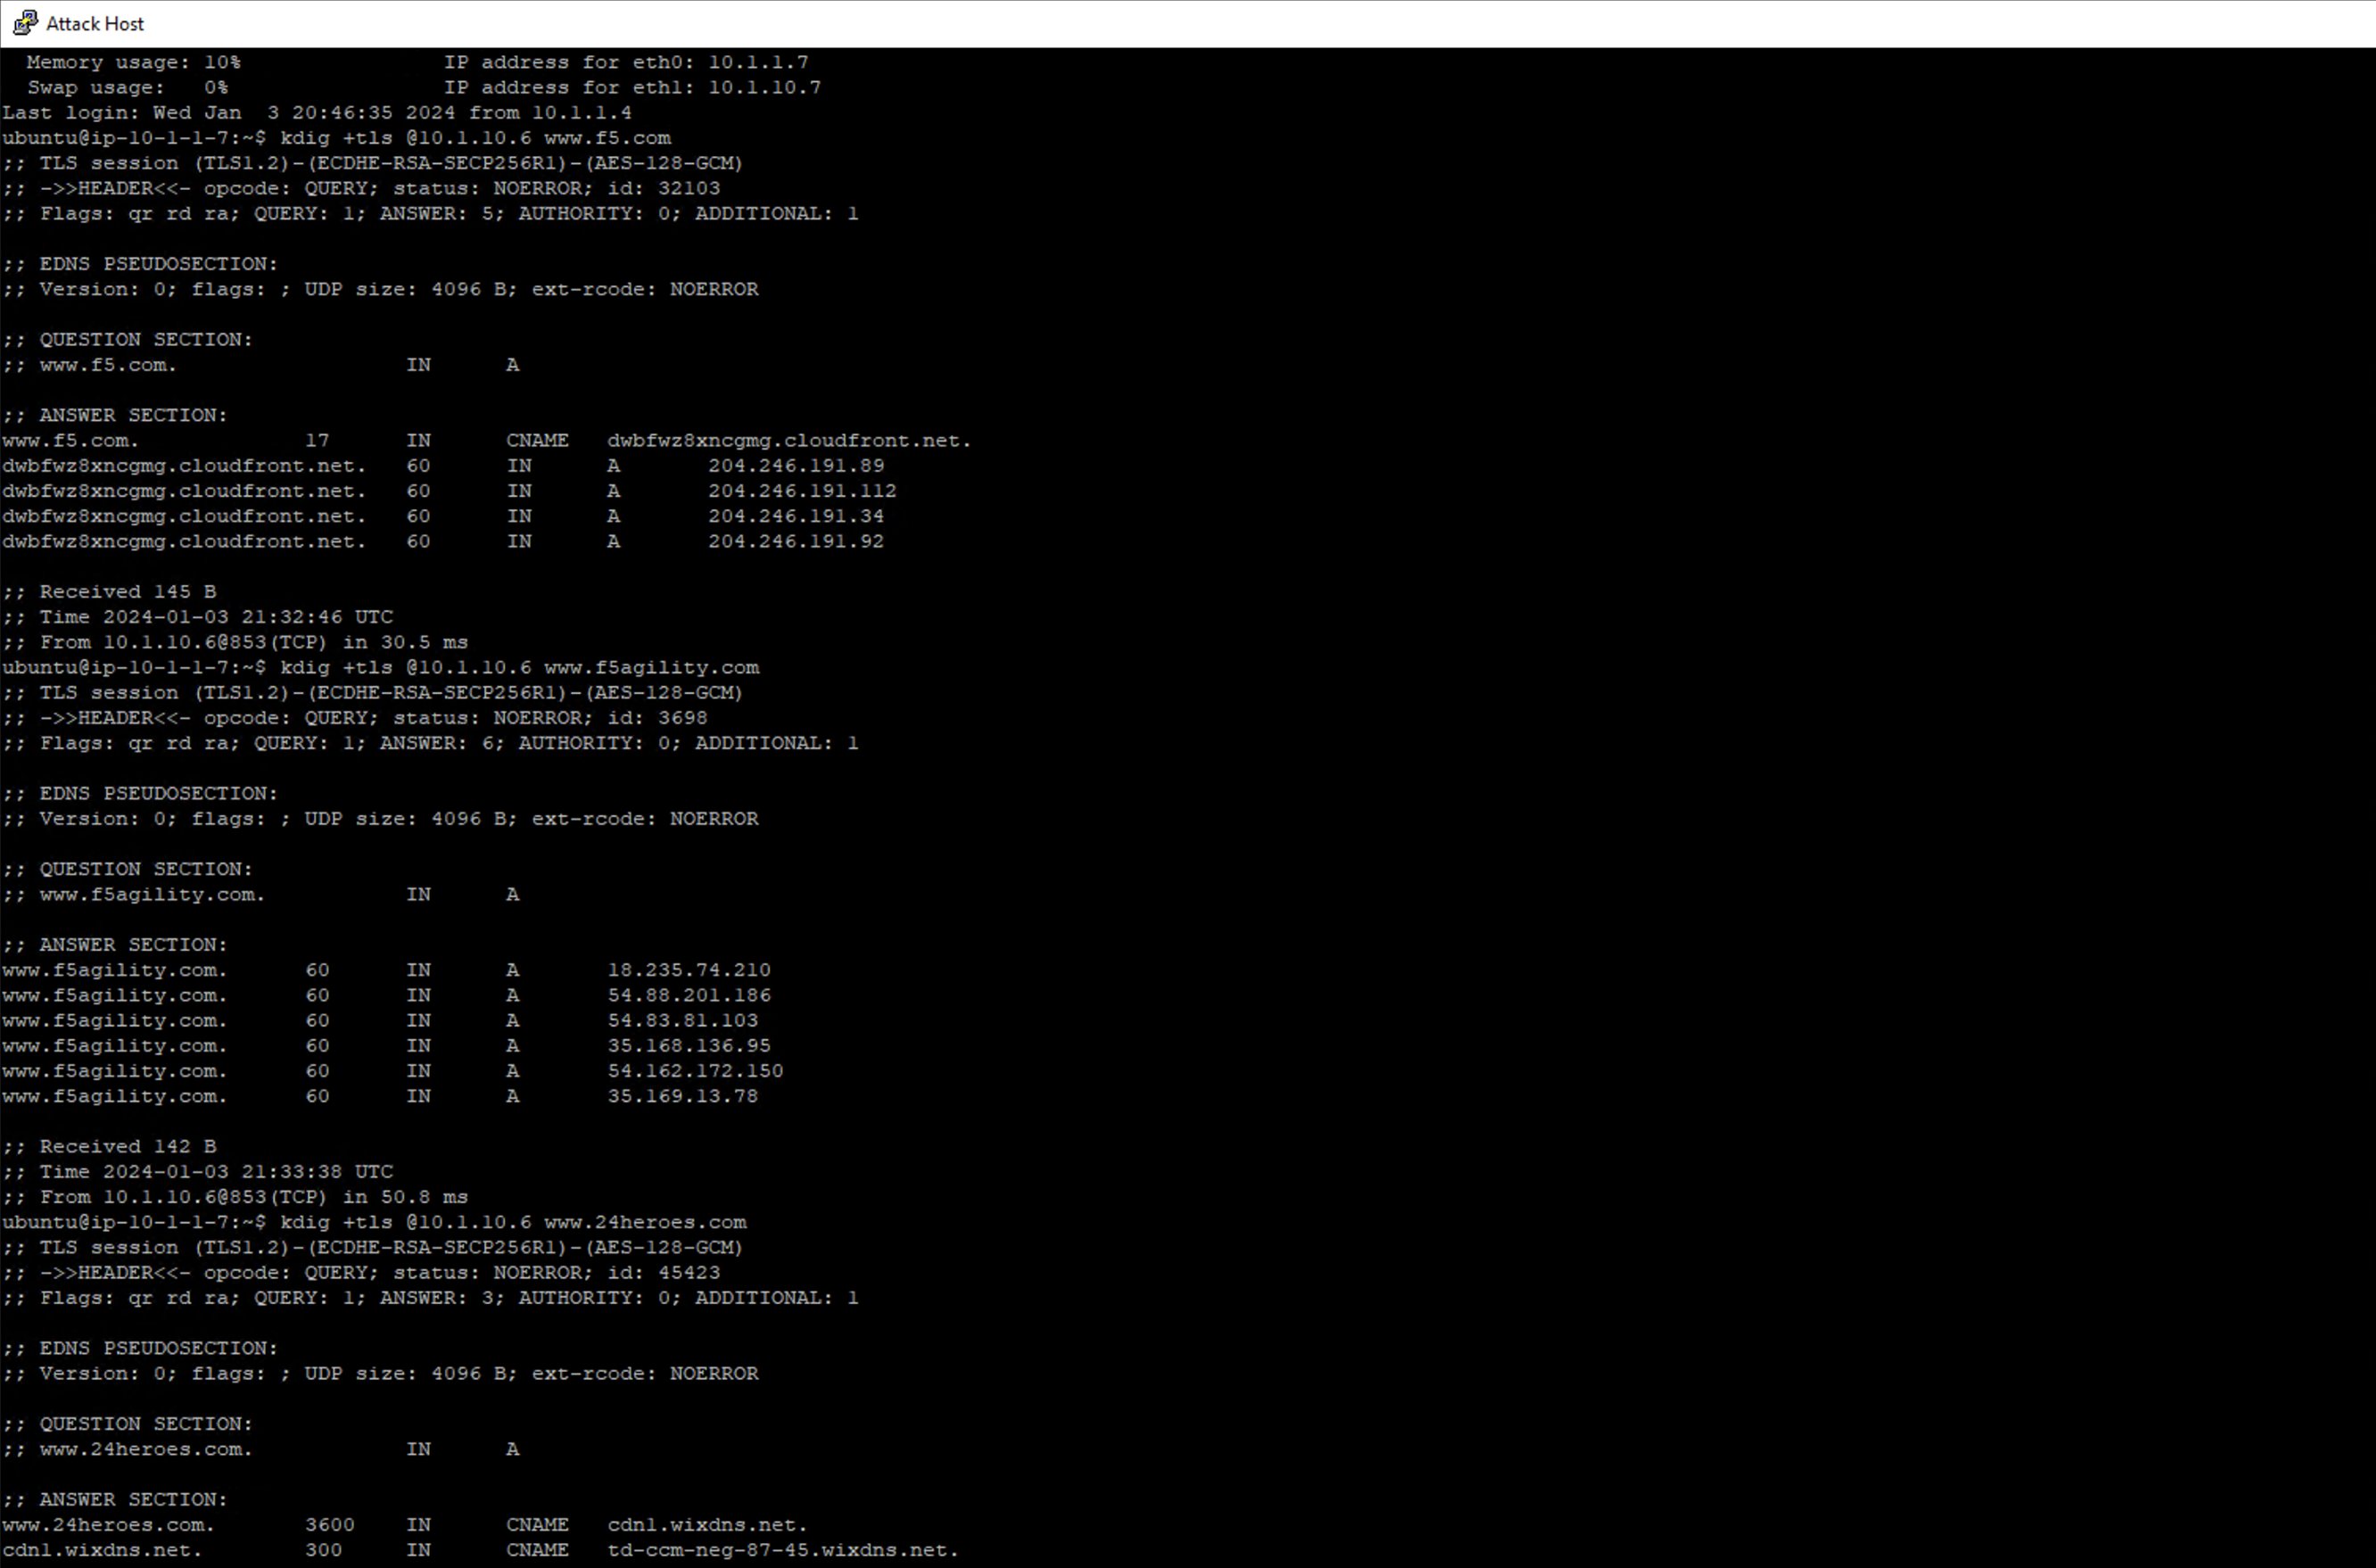 Attack Host
Memory usage: 10% IP address for eth0: 10.1.1.7
Swap usage: 0% IP address for eth1: 10.1.10.7
Last login: Wed Jan 3 20:46:35 2024 from 10.1.1.4
ubuntu@ip-10-1-1-7:~$ kdig +tls @10.1.10.6 www.f5.com
;; TLS session (TLS1.2)-(ECDHE-RSA-SECP256R1)-(AES-128-GCM)
;; ->>HEADER<<- opcode: QUERY; status: NOERROR; id: 32103
;; Flags: qr rd ra; QUERY: 1; ANSWER: 5; AUTHORITY: 0; ADDITIONAL: 1
;; EDNS PSEUDOSECTION:
;; Version: 0; flags: ; UDP size: 4096 B; ext-rcode: NOERROR
;; QUESTION SECTION:
;; www.f5.com. IN A
;; ANSWER SECTION:
www.f5.com. 17 IN CNAME dwbfwz8xncgmg.cloudfront.net.
dwbfwz8xncgmg.cloudfront.net. 60 IN A 204.246.191.89
dwbfwz8xncgmg.cloudfront.net. 60 IN A 204.246.191.112
dwbfwz8xncgmg.cloudfront.net. 60 IN A 204.246.191.34
dwbfwz8xncgmg.cloudfront.net. 60 IN A 204.246.191.92
;; Received 145 B
;; Time 2024-01-03 21:32:46 UTC
;; From 10.1.10.6@853(TCP) in 30.5 ms
ubuntu@ip-10-1-1-7:~$ kdig +tls @10.1.10.6 www.f5agility.com
;; TLS session (TLS1.2)-(ECDHE-RSA-SECP256R1)-(AES-128-GCM)
;; ->>HEADER<<- opcode: QUERY; status: NOERROR; id: 3698
;; Flags: qr rd ra; QUERY: 1; ANSWER: 6; AUTHORITY: 0; ADDITIONAL: 1
;; EDNS PSEUDOSECTION:
;; Version: 0; flags: ; UDP size: 4096 B; ext-rcode: NOERROR
;; QUESTION SECTION:
;; www.f5agility.com. IN A
;; ANSWER SECTION:
www.f5agility.com. 60 IN A 18.235.74.210
www.f5agility.com. 60 IN A 54.88.201.186
www.f5agility.com. 60 IN A 54.83.81.103
www.f5agility.com. 60 IN A 35.168.136.95
www.f5agility.com. 60 IN A 54.162.172.150
www.f5agility.com. 60 IN A 35.169.13.78
;; Received 142 B
;; Time 2024-01-03 21:33:38 UTC
;; From 10.1.10.6@853(TCP) in 50.8 ms
ubuntu@ip-10-1-1-7:~$ kdig +tls @10.1.10.6 www.24heroes.com
;; TLS session (TLS1.2)-(ECDHE-RSA-SECP256R1)-(AES-128-GCM)
;; ->>HEADER<<- opcode: QUERY; status: NOERROR; id: 45423
;; Flags: qr rd ra; QUERY: 1; ANSWER: 3; AUTHORITY: 0; ADDITIONAL: 1
;; EDNS PSEUDOSECTION:
;; Version: 0; flags: ; UDP size: 4096 B; ext-rcode: NOERROR
;; QUESTION SECTION:
;; www.24heroes.com. IN A
;; ANSWER SECTION:
www.24heroes.com. 3600 IN CNAME cdn1.wixdns.net.
cdn1.wixdns.net. 300 IN CNAME td-ccm-neg-87-45.wixdns.net.